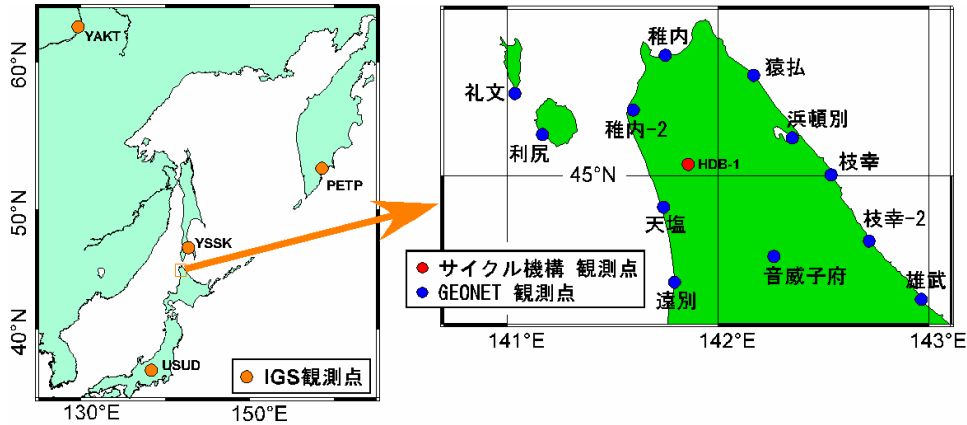 60°N
50°N
40°N
130°E
150°E
YAKT
PETP
YSSK
USUD
IGS観測点
稚内
猿払
礼文
浜頓別
稚内-2
利尻
HDB-1
枝幸
45°N
天塩
枝幸-2
音威子府
雄武
遠別
サイクル機構 観測点
GEONET 観測点
141°E
142°E
143°E